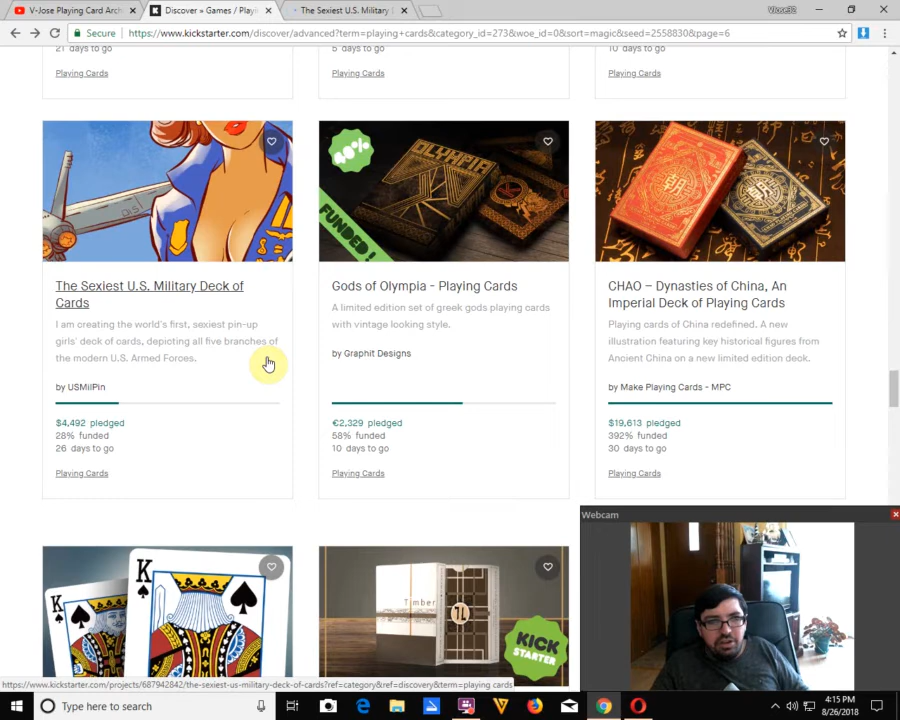 V-Jose Playing Card Arch
Discover » Games / Playi
The Sexiest U.S. Military
VJose32
Secure
https://www.kickstarter.com/discover/advanced?term=playing+cards&category_id=273&woe_id=0&sort=magic&seed=2558830&page=6
21 days to go
6 days to go
10 days to go
Playing Cards
Playing Cards
Playing Cards
40%
FUNDED !
OLYMPIA
The Sexiest U.S. Military Deck of
Cards
I am creating the world's first, sexiest pin-up
girls' deck of cards, depicting all five branches of
the modern U.S. Armed Forces.
by USMilPin
$4,492 pledged
28% funded
26 days to go
Playing Cards
Gods of Olympia - Playing Cards
A limited edition set of greek gods playing cards
with vintage looking style.
by Graphit Designs
€2,329 pledged
58% funded
10 days to go
Playing Cards
CHAO – Dynasties of China, An
Imperial Deck of Playing Cards
Playing cards of China redefined. A new
illustration featuring key historical figures from
Ancient China on a new limited edition deck.
by Make Playing Cards - MPC
$19,613 pledged
392% funded
30 days to go
Playing Cards
Webcam
K
K
Timber
TL
KICK
STARTER
https://www.kickstarter.com/projects/687942842/the-sexiest-us-military-deck-of-cards?ref=category&ref=discovery&term=playing cards
Type here to search
4:15 PM
8/26/2018